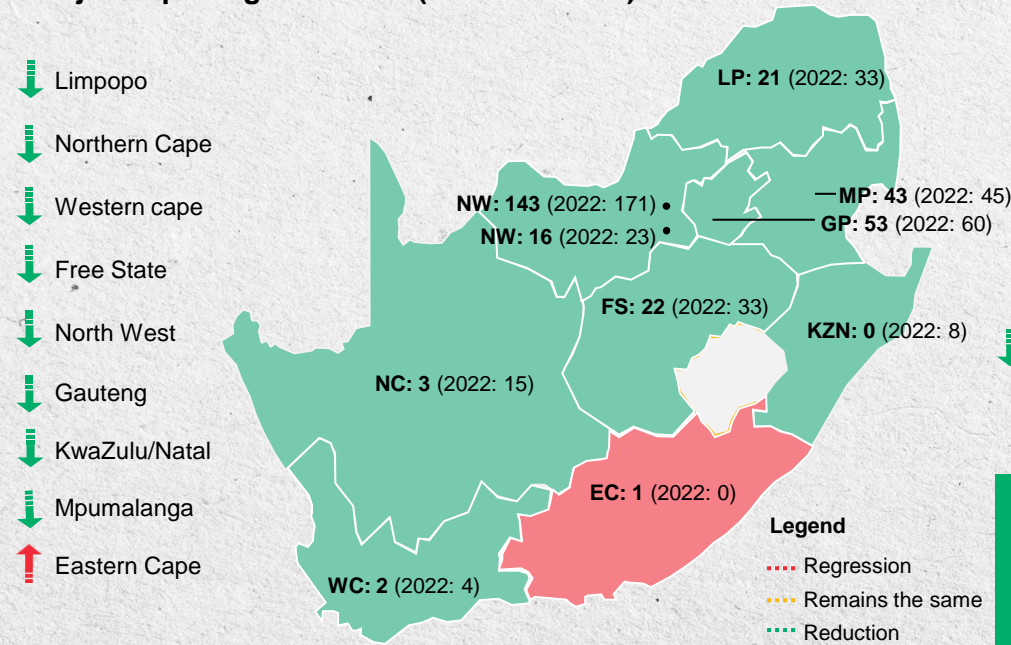 Limpopo
Northern Cape
Western cape
Free State
North West
Gauteng
KwaZulu/Natal
Mpumalanga
Eastern Cape
LP: 21 (2022: 33)
NW: 143 (2022: 171)
NW: 16 (2022: 23)
MP: 43 (2022: 45)
GP: 53 (2022: 60)
FS: 22 (2022: 33)
KZN: 0 (2022: 8)
NC: 3 (2022: 15)
EC: 1 (2022: 0)
WC: 2 (2022: 4)
Legend
Regression
Remains the same
Reduction